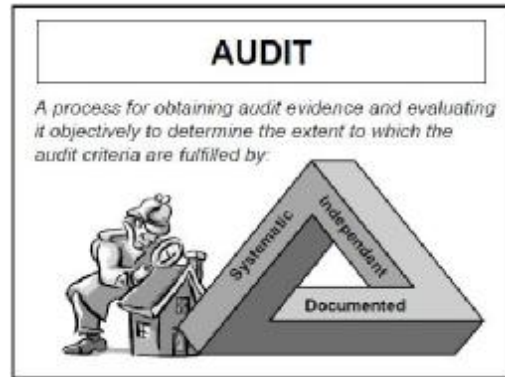 AUDIT
A process for obtaining audit evidence and evaluating
it objectively to determine the extent to which the
audit criteria are fulfilled by:
Systematic
Independent
Documented